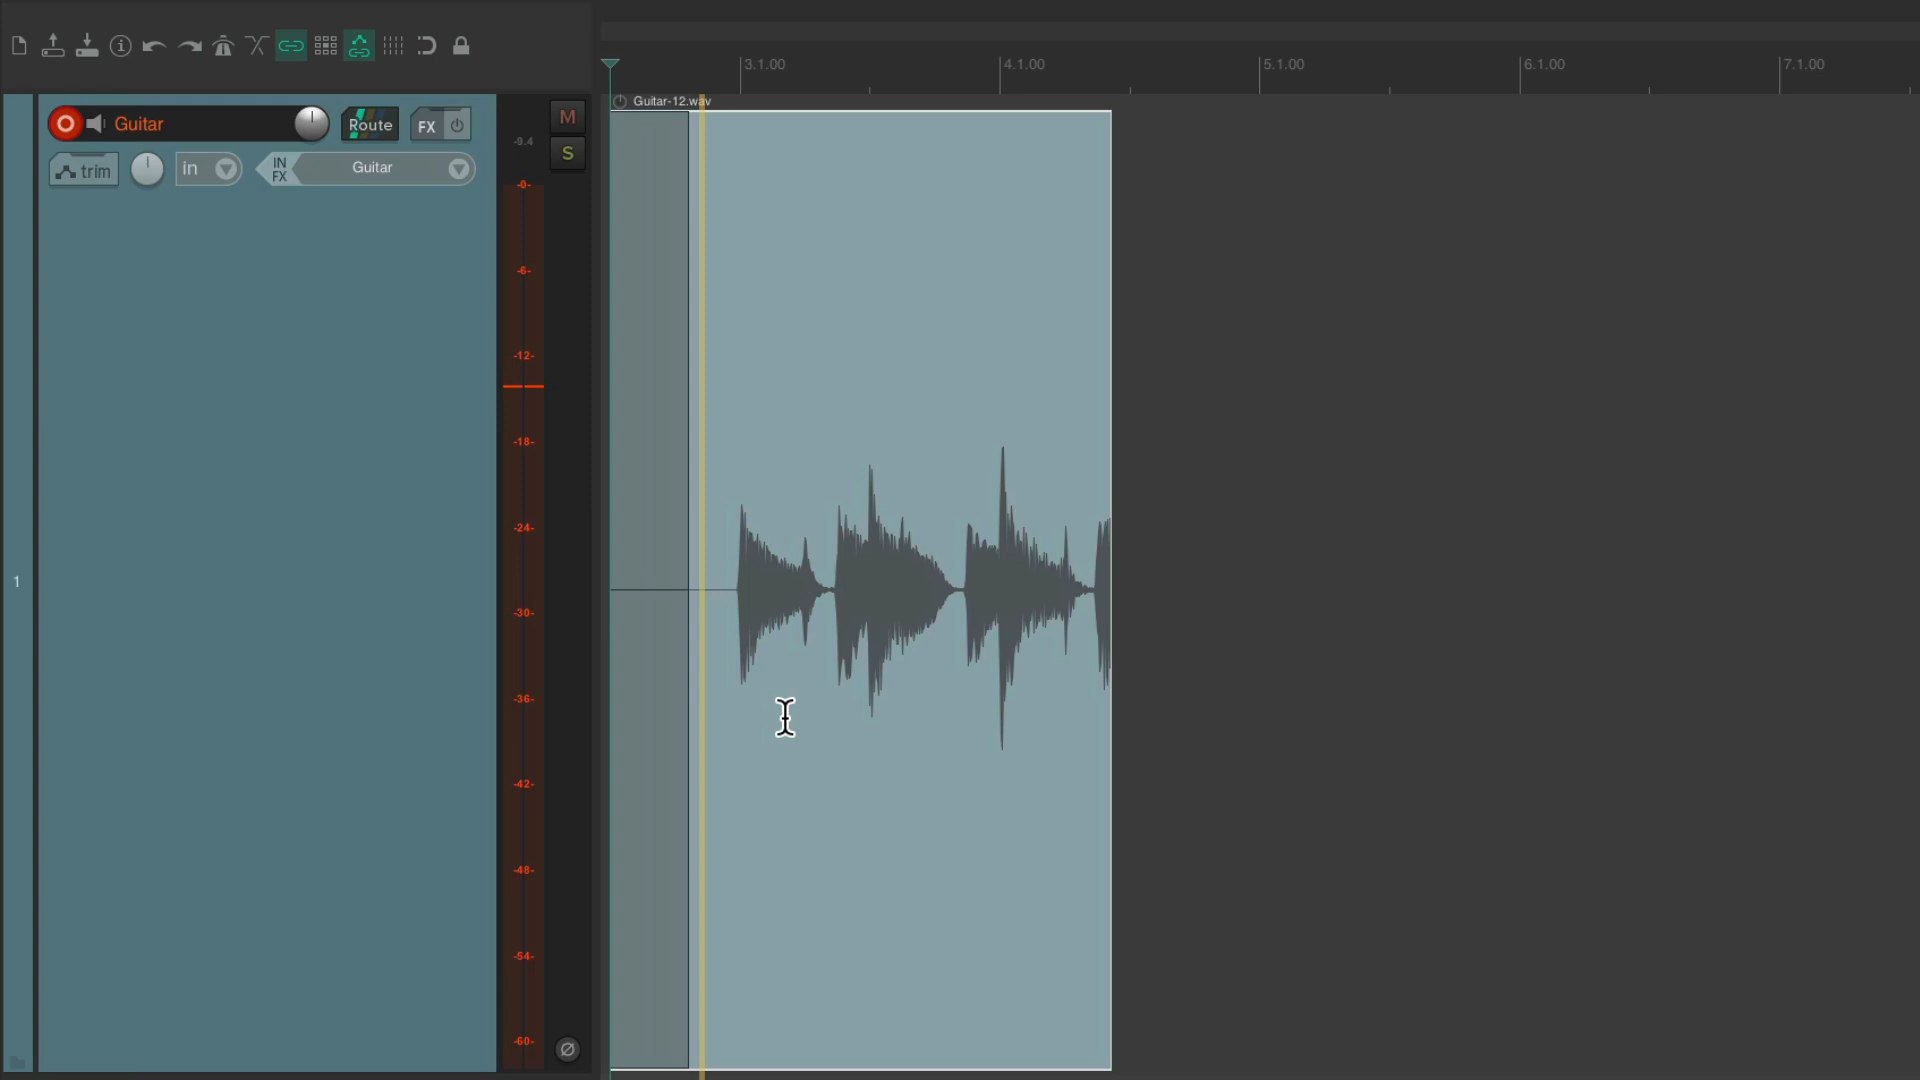 3.1.00 4.1.00 5.1.00 6.1.00 7.1.00
Guitar-12.wav
Guitar Route FX M
-9.4
S
trim in IN FX Guitar
-0-
-6-
-12-
-18-
-24-
-30-
1
-36-
-42-
-48-
-54-
-60-